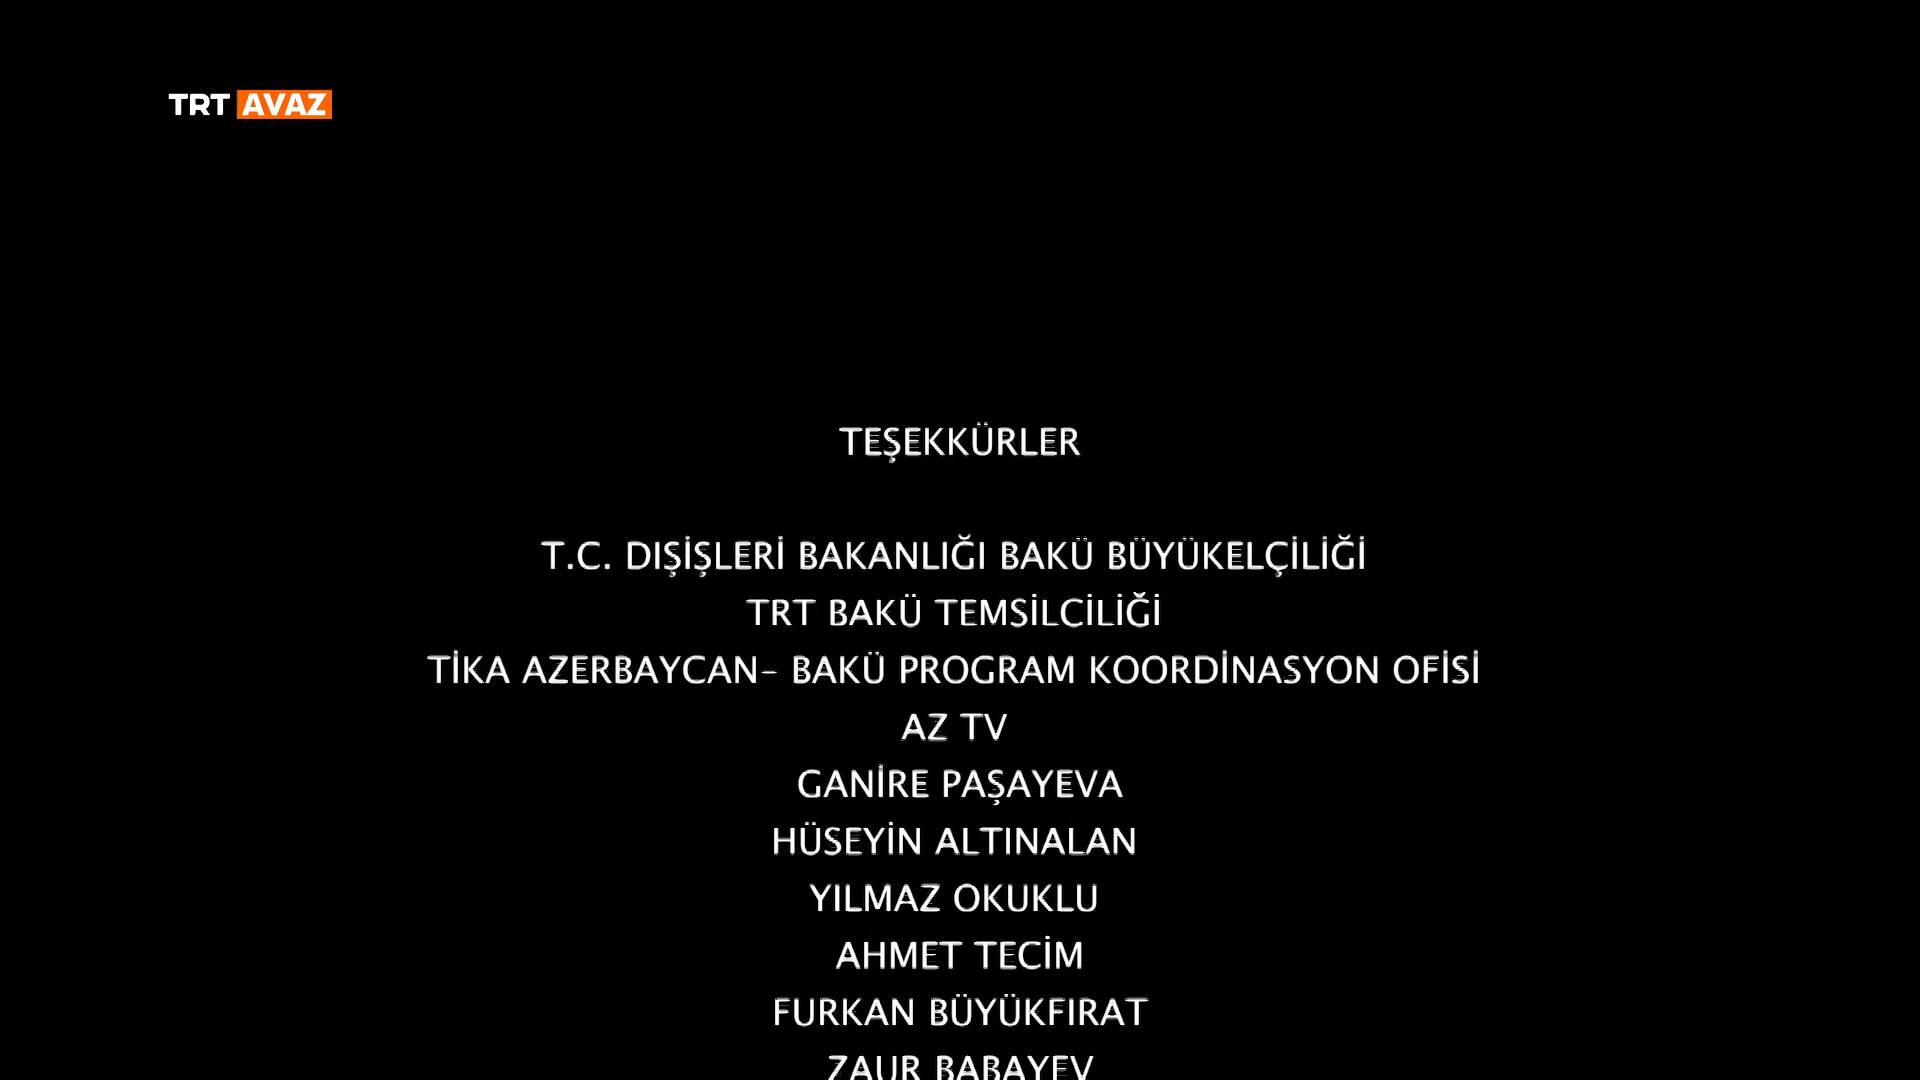 TRT AVAZ
TEŞEKKÜRLER
T.C. DIŞİŞLERİ BAKANLIĞI BAKÜ BÜYÜKELÇİLİĞİ
TRT BAKÜ TEMSİLCİLİĞİ
TİKA AZERBAYCAN- BAKÜ PROGRAM KOORDİNASYON OFİSİ
AZ TV
GANİRE PAŞAYEVA
HÜSEYİN ALTINALAN
YILMAZ OKUKLU
AHMET TECİM
FURKAN BÜYÜKFIRAT
ZAUR BABAYEV